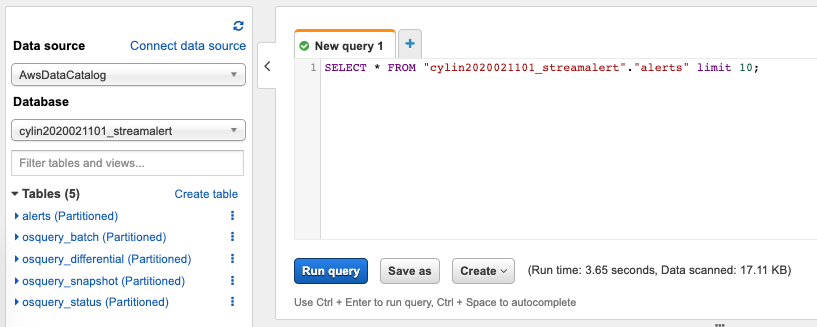 Data source
Connect data source
AwsDataCatalog
Database
cylin2020021101_streamalert
Filter tables and views...
Tables (5)
Create table
alerts (Partitioned)
osquery_batch (Partitioned)
osquery_differential (Partitioned)
osquery_snapshot (Partitioned)
osquery_status (Partitioned)
New query 1
+
1 SELECT * FROM "cylin2020021101_streamalert"."alerts" limit 10;
Run query
Save as
Create
(Run time: 3.65 seconds, Data scanned: 17.11 KB)
Use Ctrl + Enter to run query, Ctrl + Space to autocomplete